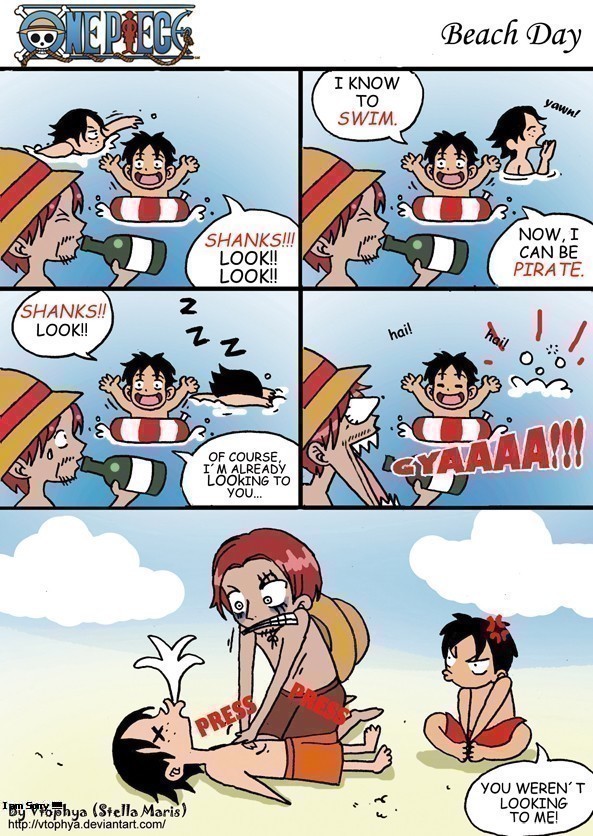 ONE PIECE
Beach Day
SHANKS!!!
LOOK!!
LOOK!!
I KNOW
TO
SWIM.
yawn!
NOW, I
CAN BE
PIRATE.
SHANKS!!
LOOK!!
Z
Z
Z
OF COURSE,
I´M ALREADY
LOOKING TO
YOU...
hai!
hai!
GYAAAA!!!
PRESS
PRESS
YOU WEREN´T
LOOKING
TO ME!
By Vtophya (Stella Maris)
http://vtophya.deviantart.com/